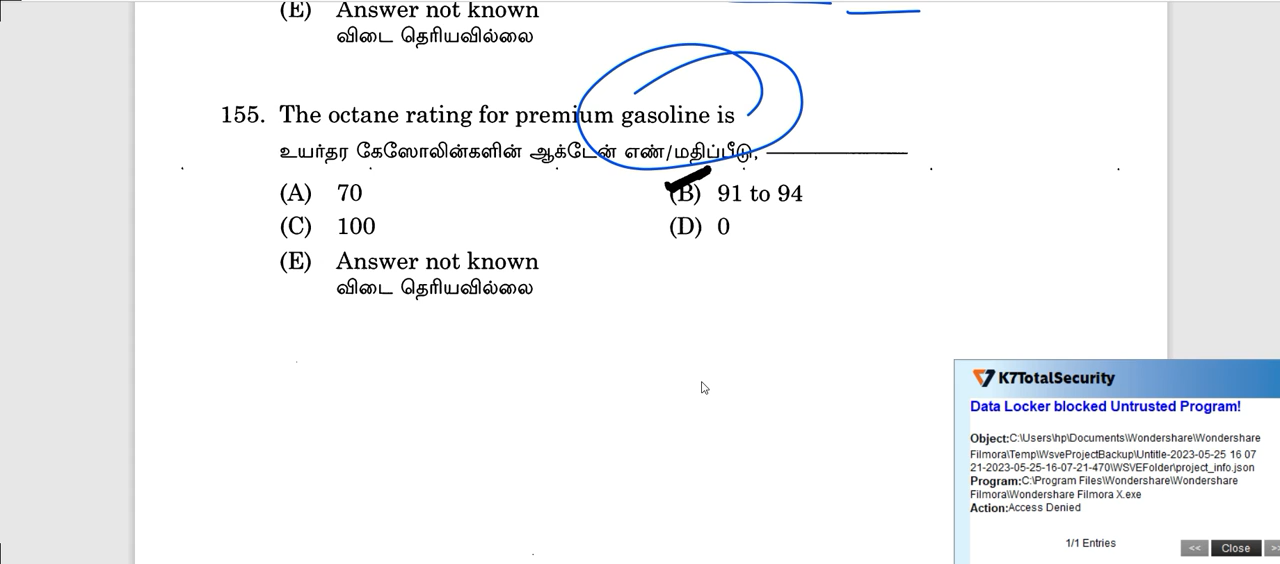 (E) Answer not known
விடை தெரியவில்லை
155. The octane rating for premium gasoline is
உயர்தர கேஸோலின்களின் ஆக்டேன் எண்/மதிப்பீடு,
(A) 70
(B) 91 to 94
(C) 100
(D) 0
(E) Answer not known
விடை தெரியவில்லை
K7TotalSecurity
Data Locker blocked Untrusted Program!
Object:C:\Users\hp\Documents\Wondershare\Wondershare
Filmora\Temp\WsveProjectBackup\Untitle-2023-05-25 16 07
21-2023-05-25-16-07-21-470\WSVEFolder\project_info.json
Program:C:\Program Files\Wondershare\Wondershare
Filmora\Wondershare Filmora X.exe
Action:Access Denied
1/1 Entries
<< Close >>